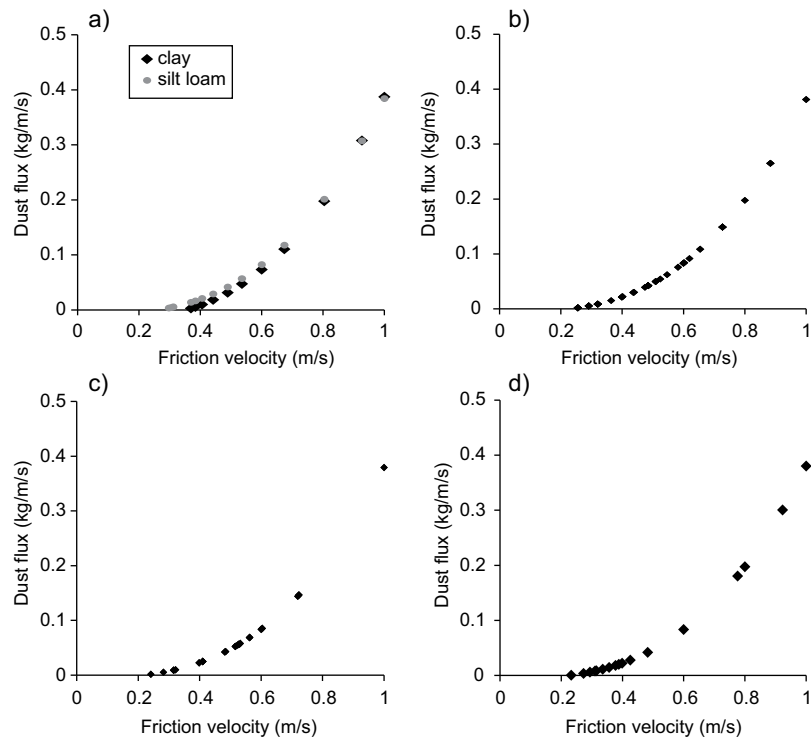 a)
clay
silt loam
0.5
0.4
0.3
0.2
0.1
0
0 0.2 0.4 0.6 0.8 1
Dust flux (kg/m/s)
Friction velocity (m/s)
b)
0.5
0.4
0.3
0.2
0.1
0
0 0.2 0.4 0.6 0.8 1
Dust flux (kg/m/s)
Friction velocity (m/s)
c)
0.5
0.4
0.3
0.2
0.1
0
0 0.2 0.4 0.6 0.8 1
Dust flux (kg/m/s)
Friction velocity (m/s)
d)
0.5
0.4
0.3
0.2
0.1
0
0 0.2 0.4 0.6 0.8 1
Dust flux (kg/m/s)
Friction velocity (m/s)